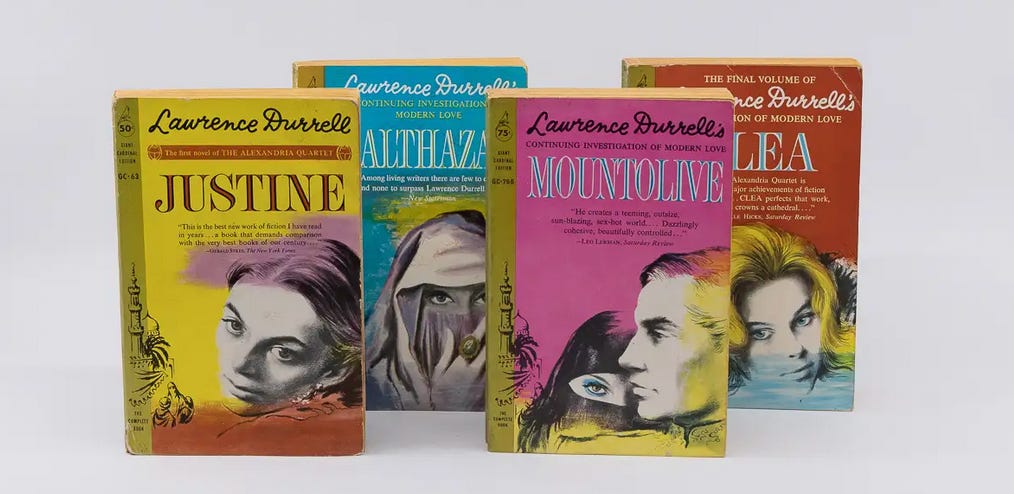 50¢
GIANT
CARDINAL
EDITION
GC-63
Lawrence Durrell
The first novel of THE ALEXANDRIA QUARTET
JUSTINE
"This is the best new work of fiction I have read
in years... a book that demands comparison
with the very best books of our century...."
—GERALD SYKES, The New York Times
THE
COMPLETE
BOOK
Lawrence Durrell's
CONTINUING INVESTIGATION
MODERN LOVE
ALTHAZA
Among living writers there are few to
and none to surpass Lawrence Durrell
—New Statesman
75¢
GIANT
CARDINAL
EDITION
Lawrence Durrell's
CONTINUING INVESTIGATION OF MODERN LOVE
MOUNTOLIVE
"He creates a teeming, outsize,
sun-blazing, sex-hot world.... Dazzlingly
cohesive, beautifully controlled..."
—LEO LERMAN, Saturday Review
THE
COMPLETE
BOOK
THE FINAL VOLUME OF
ence Durrell's
ION OF MODERN LOVE
LEA
Alexandria Quartet is
ajor achievements of fiction
...CLEA perfects that work,
crowns a cathedral...."
LE HICKS, Saturday Review